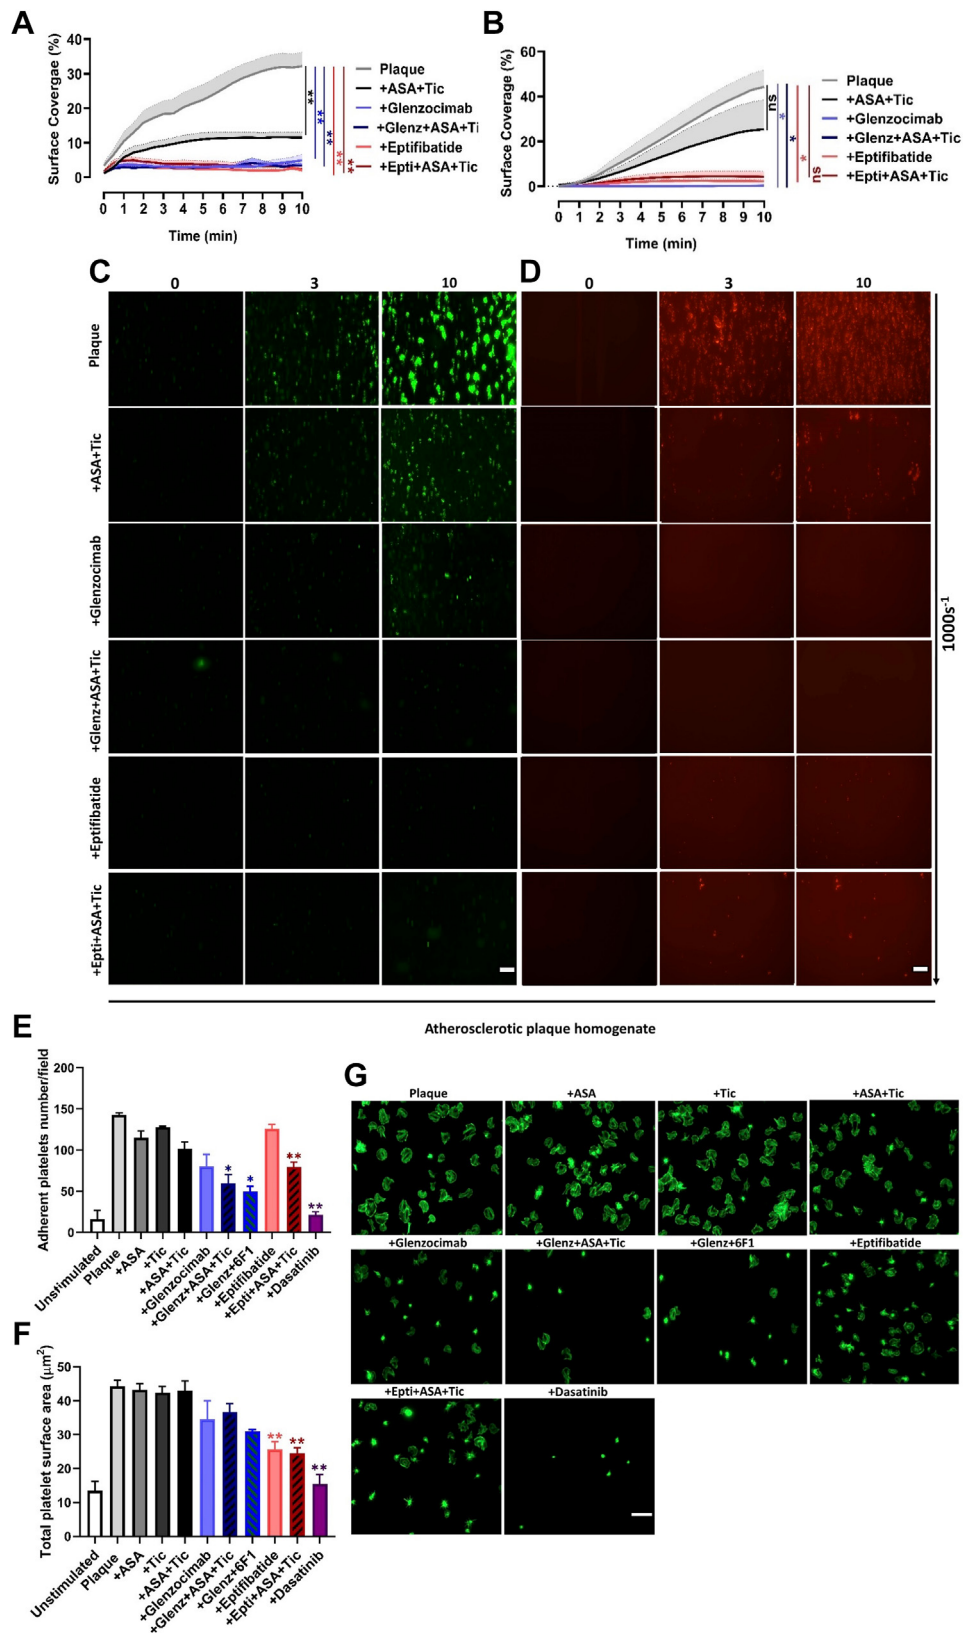 A
Surface Covergae (%)
40
30
20
10
0
0 1 2 3 4 5 6 7 8 9 10
Time (min)
** ** ** ** **
Plaque
+ASA+Tic
+Glenzocimab
+Glenz+ASA+Ti
+Eptifibatide
+Epti+ASA+Tic
B
Surface Coverage (%)
60
40
20
0
0 1 2 3 4 5 6 7 8 9 10
Time (min)
ns * * * ns
Plaque
+ASA+Tic
+Glenzocimab
+Glenz+ASA+Tic
+Eptifibatide
+Epti+ASA+Tic
C
0 3 10
D
0 3 10
Plaque
+ASA+Tic
+Glenzocimab
+Glenz+ASA+Tic
+Eptifibatide
+Epti+ASA+Tic
1000s⁻¹
Atherosclerotic plaque homogenate
E
Adherent platelets number/field
200
150
100
50
0
* * ** **
Unstimulated
Plaque
+ASA
+Tic
+ASA+Tic
+Glenzocimab
+Glenz+ASA+Tic
+Glenz+6F1
+Eptifibatide
+Epti+ASA+Tic
+Dasatinib
F
Total platelet surface area (μm²)
50
40
30
20
10
0
** ** **
Unstimulated
Plaque
+ASA
+Tic
+ASA+Tic
+Glenzocimab
+Glenz+ASA+Tic
+Glenz+6F1
+Eptifibatide
+Epti+ASA+Tic
+Dasatinib
G
Plaque +ASA +Tic +ASA+Tic
+Glenzocimab +Glenz+ASA+Tic +Glenz+6F1 +Eptifibatide
+Epti+ASA+Tic +Dasatinib